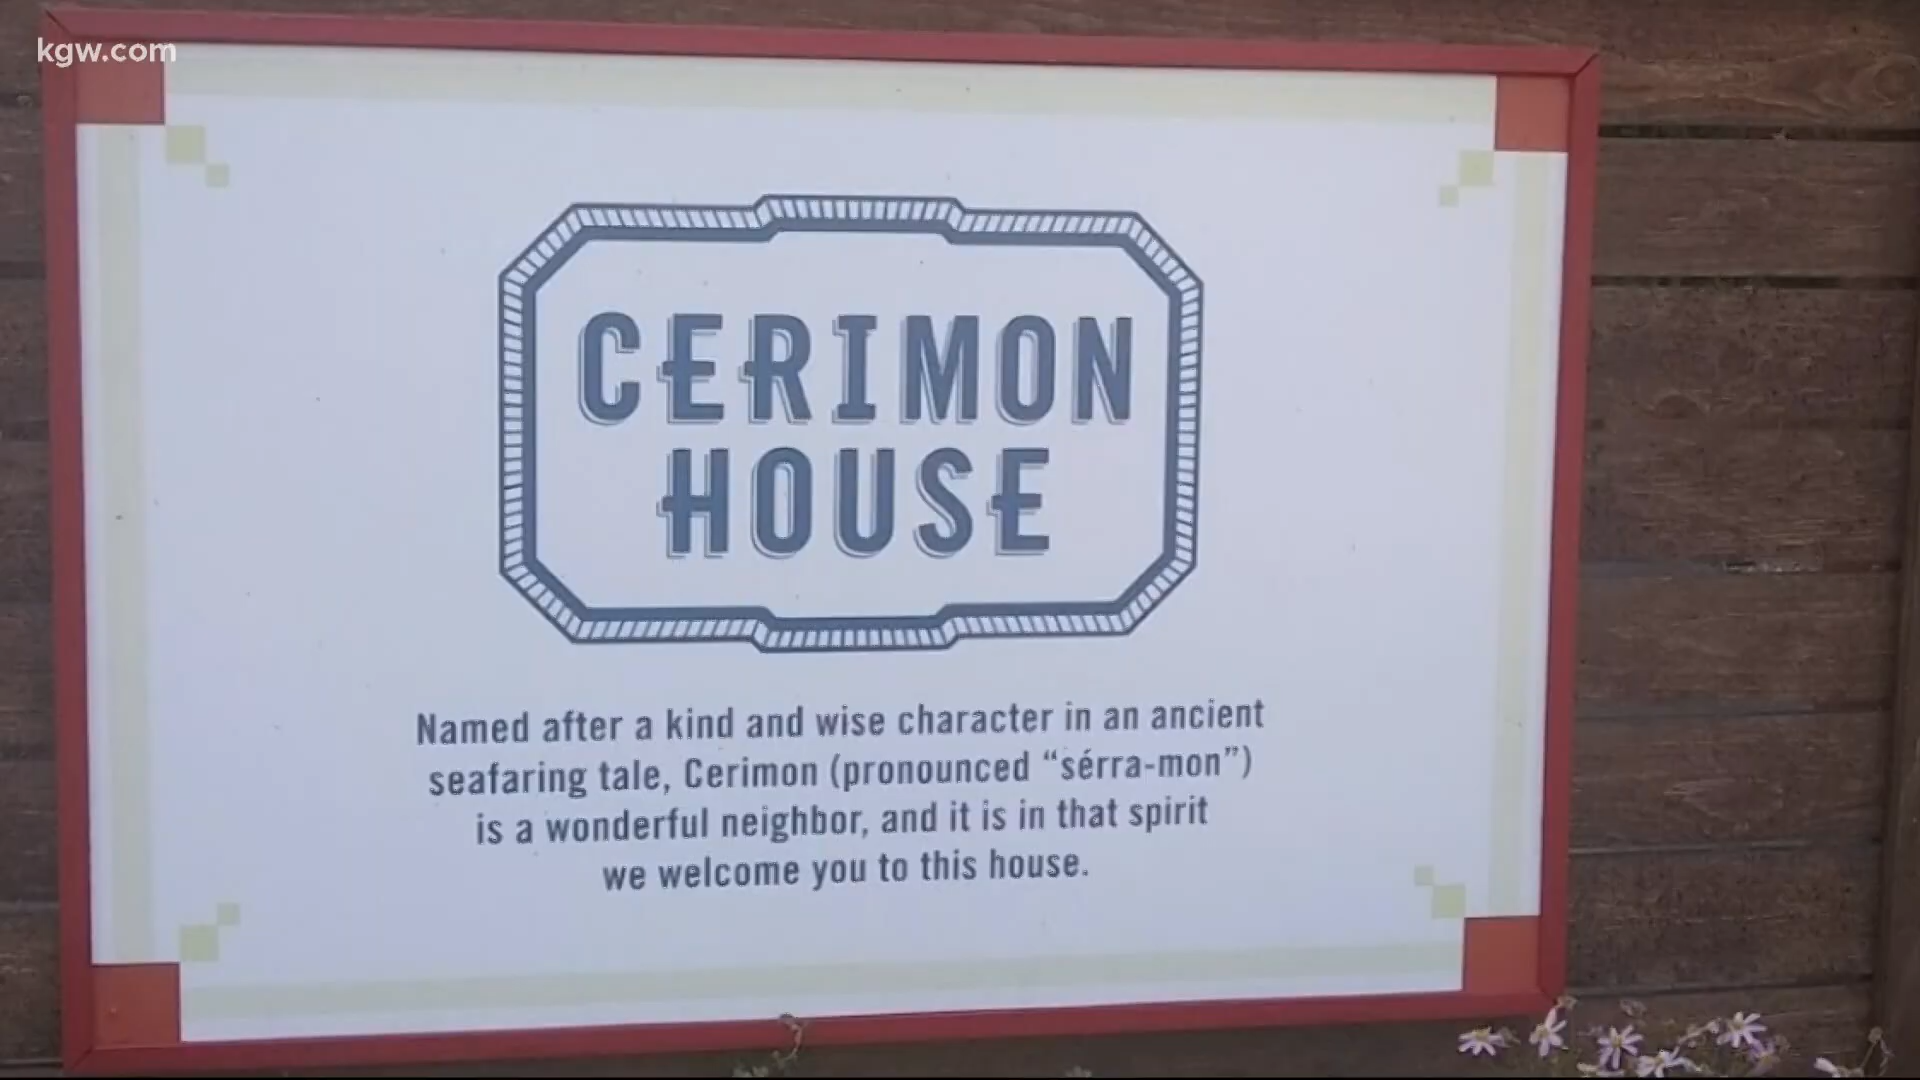 kgw.com
CERIMON
HOUSE
Named after a kind and wise character in an ancient
seafaring tale, Cerimon (pronounced “sérra-mon”)
is a wonderful neighbor, and it is in that spirit
we welcome you to this house.